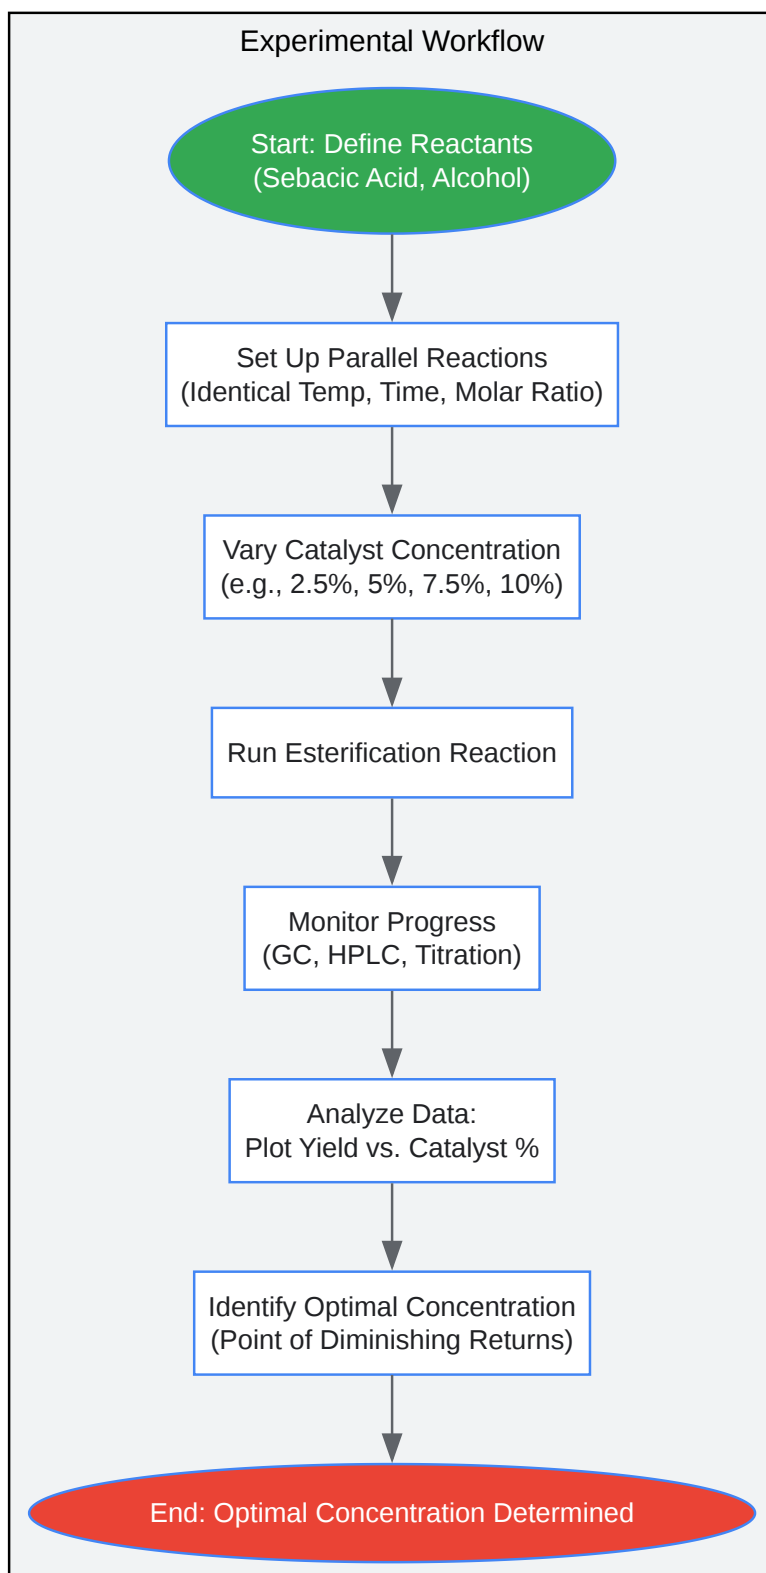 Experimental Workflow
Start: Define Reactants
(Sebacic Acid, Alcohol)
Set Up Parallel Reactions
(Identical Temp, Time, Molar Ratio)
Vary Catalyst Concentration
(e.g., 2.5%, 5%, 7.5%, 10%)
Run Esterification Reaction
Monitor Progress
(GC, HPLC, Titration)
Analyze Data:
Plot Yield vs. Catalyst %
Identify Optimal Concentration
(Point of Diminishing Returns)
End: Optimal Concentration Determined